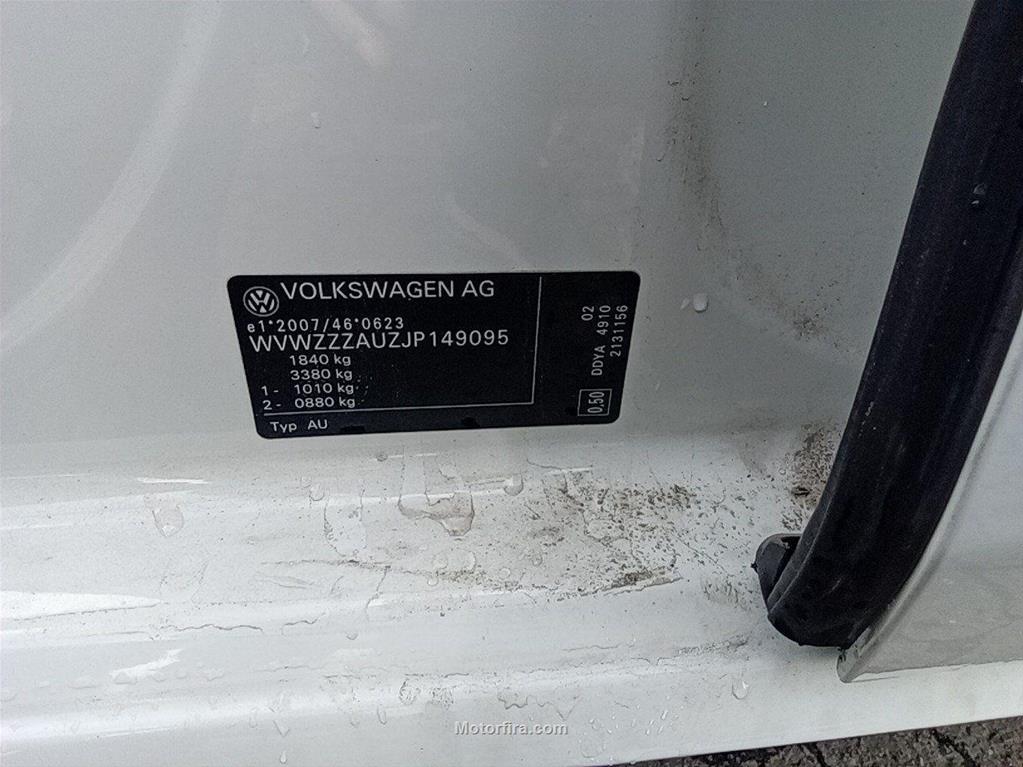 VOLKSWAGEN AG
e1*2007/46*0623
WVWZZZAUZJP149095
1840 kg
3380 kg
1 - 1010 kg
2 - 0880 kg
Typ AU
02
DDYA 4910
2131156
0,50
Motorfira.com